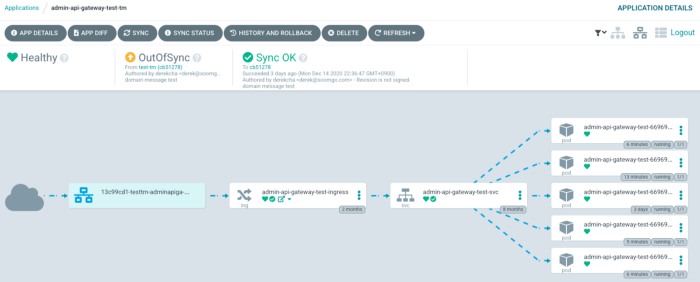 Applications / admin-api-gateway-test-tm
APPLICATION DETAILS
APP DETAILS
APP DIFF
SYNC
SYNC STATUS
HISTORY AND ROLLBACK
DELETE
REFRESH
Logout
Healthy
OutOfSync
From test-tm (cb51278)
Authored by derekcha <derek@socmgo.com> -
domain message test
Sync OK
To cb51278
Succeeded 3 days ago (Mon Dec 14 2020 22:36:47 GMT+0900)
Authored by derekcha <derek@socmgo.com> - Revision is not signed.
domain message test
13c99cd1-testtm-adminapiga-...
admin-api-gateway-test-ingress
ing
2 months
admin-api-gateway-test-svc
svc
8 months
admin-api-gateway-test-66969...
pod
6 minutes running 1/1
admin-api-gateway-test-66969...
pod
13 minutes running 1/1
admin-api-gateway-test-66969...
pod
3 days running 1/1
admin-api-gateway-test-66969...
pod
5 minutes running 1/1
admin-api-gateway-test-66969...
pod
6 minutes running 1/1